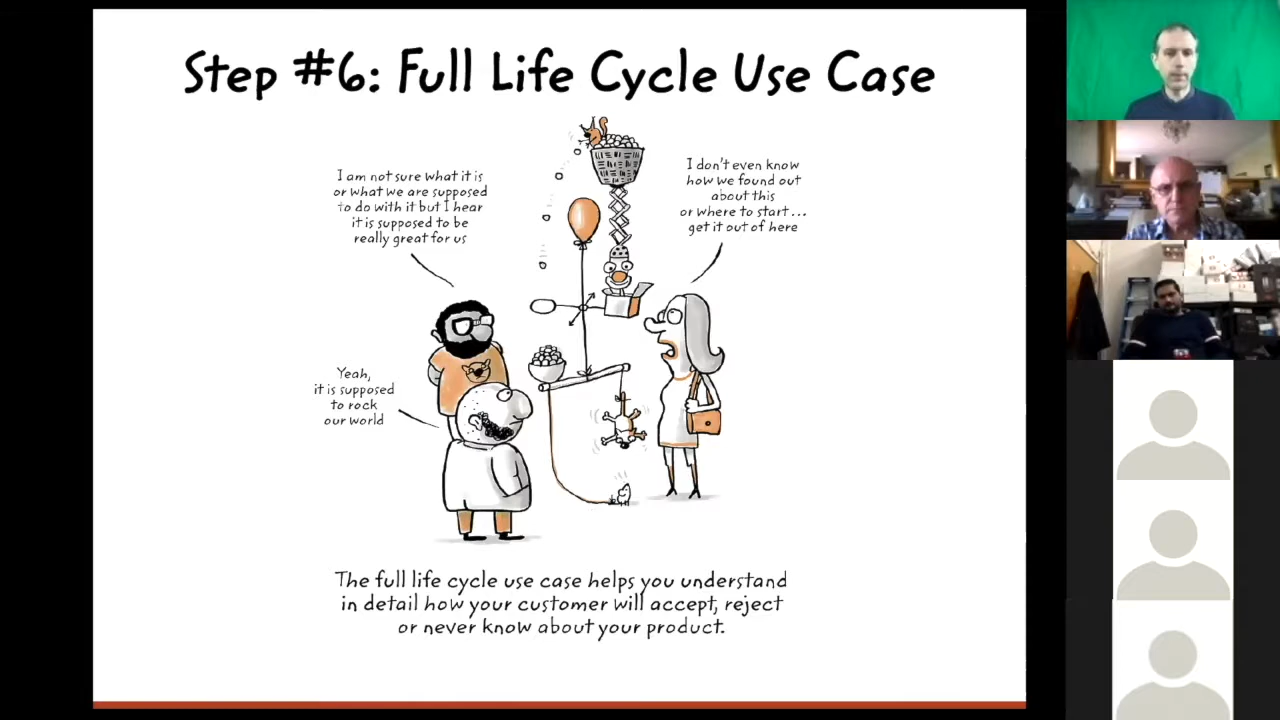 Step #6: Full Life Cycle Use Case
I am not sure what it is
or what we are supposed
to do with it but I hear
it is supposed to be
really great for us
I don't even know
how we found out
about this
or where to start...
get it out of here
Yeah,
it is supposed
to rock
our world
The full life cycle use case helps you understand
in detail how your customer will accept, reject
or never know about your product.